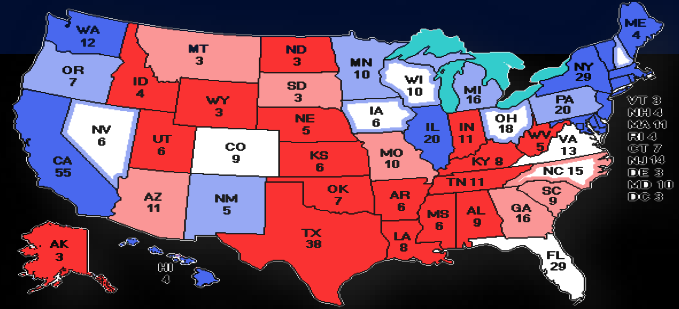 WA
12
OR
7
CA
55
NV
6
ID
4
MT
3
WY
3
UT
6
AZ
11
CO
9
NM
5
ND
3
SD
3
NE
5
KS
6
OK
7
TX
38
MN
10
IA
6
MO
10
AR
6
LA
8
WI
10
IL
20
MI
16
IN
11
OH
18
KY 8
TN 11
MS
6
AL
9
GA
16
FL
29
SC
9
NC 15
VA
13
WV
5
PA
20
NY
29
ME
4
AK
3
HI
4
VT 3
NH 4
MA 11
RI 4
CT 7
NJ 14
DE 3
MD 10
DC 3